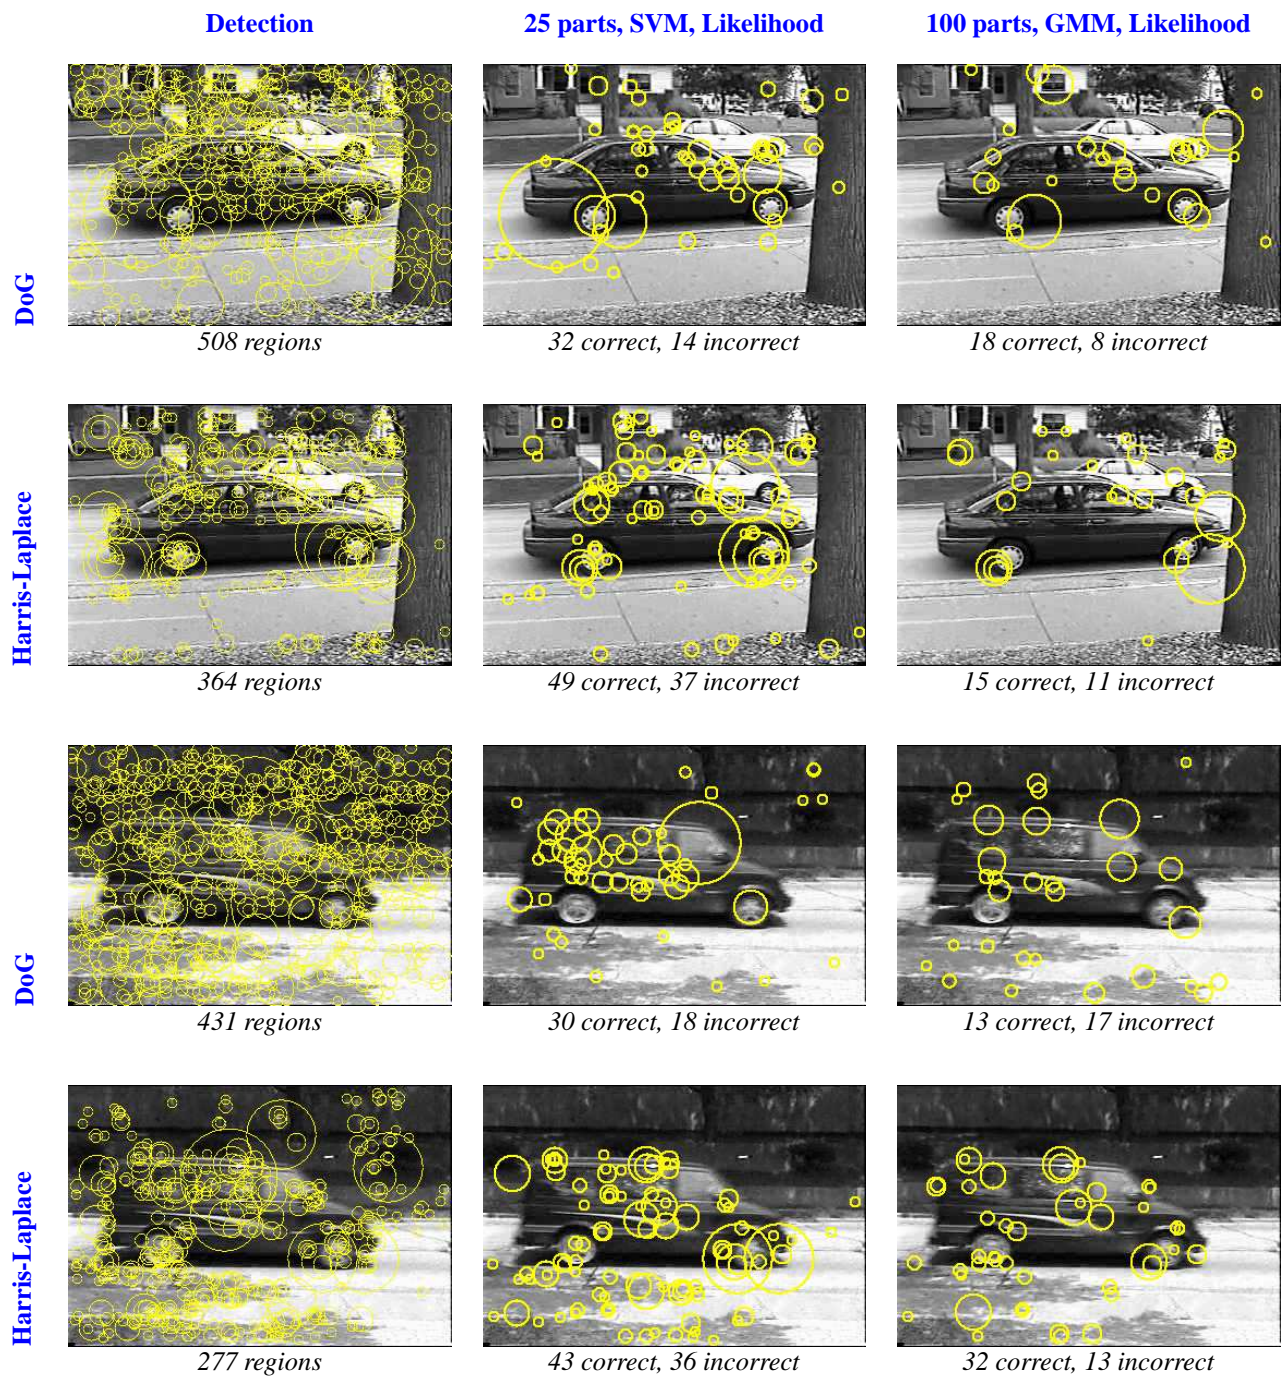 Detection 25 parts, SVM, Likelihood 100 parts, GMM, Likelihood
DoG
508 regions 32 correct, 14 incorrect 18 correct, 8 incorrect
Harris-Laplace
364 regions 49 correct, 37 incorrect 15 correct, 11 incorrect
DoG
431 regions 30 correct, 18 incorrect 13 correct, 17 incorrect
Harris-Laplace
277 regions 43 correct, 36 incorrect 32 correct, 13 incorrect